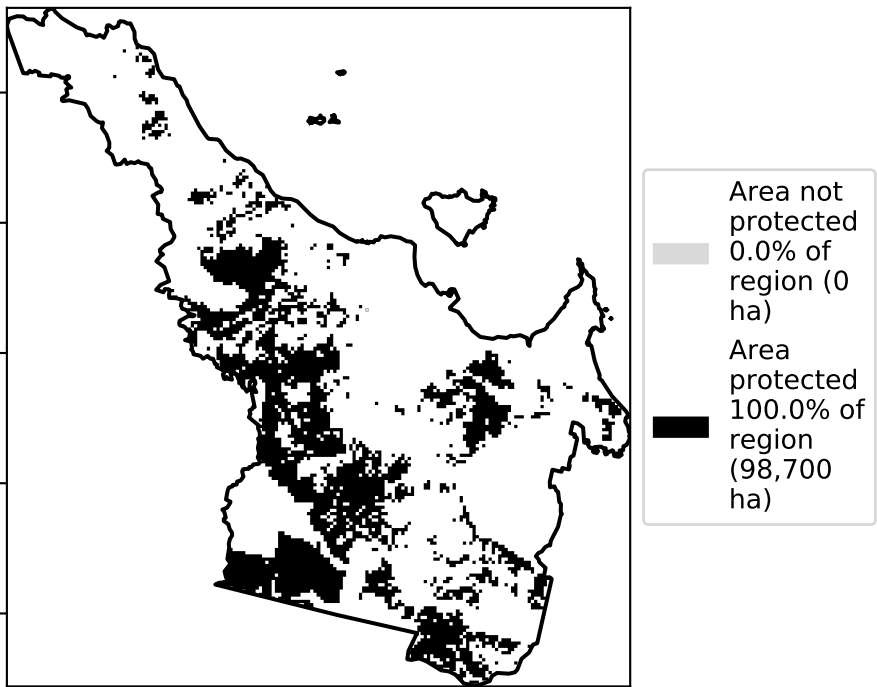 Area not
protected
0.0% of
region (0
ha)
Area
protected
100.0% of
region
(98,700
ha)